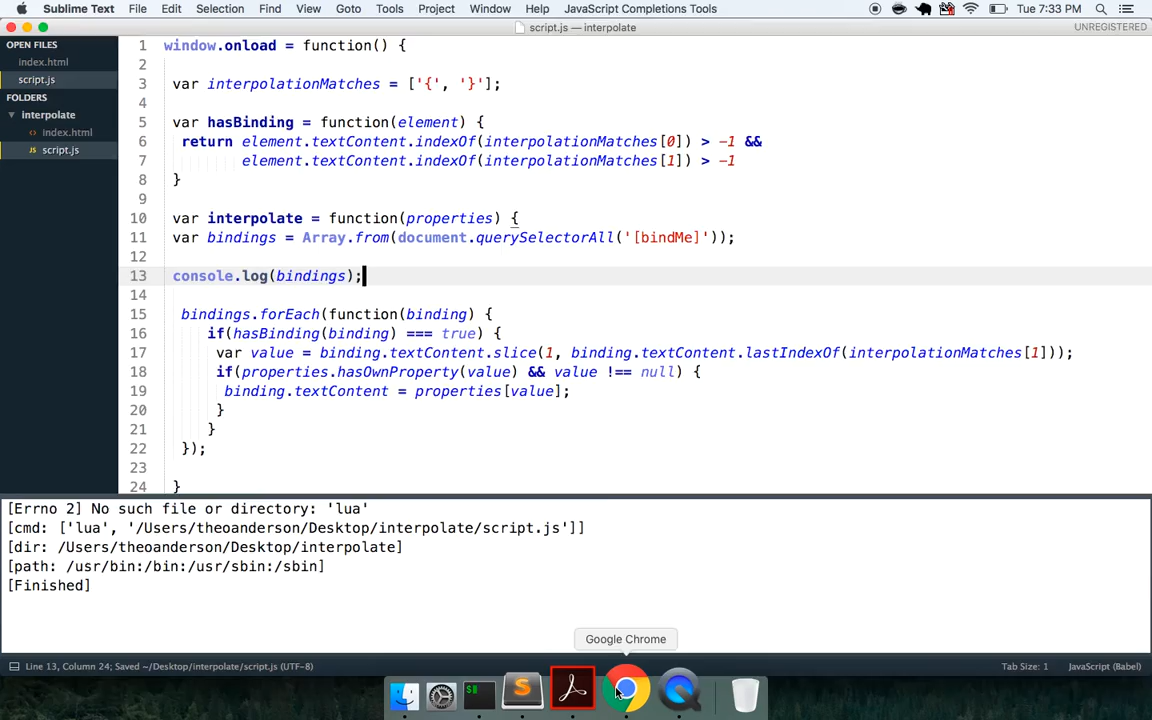 Sublime Text File Edit Selection Find View Goto Tools Project Window Help JavaScript Completions Tools Tue 7:33 PM
script.js — interpolate UNREGISTERED
OPEN FILES
index.html
script.js
FOLDERS
interpolate
index.html
JS script.js
1 window.onload = function() {
2
3 var interpolationMatches = ['{', '}'];
4
5 var hasBinding = function(element) {
6 return element.textContent.indexOf(interpolationMatches[0]) > -1 &&
7 element.textContent.indexOf(interpolationMatches[1]) > -1
8 }
9
10 var interpolate = function(properties) {
11 var bindings = Array.from(document.querySelectorAll('[bindMe]'));
12
13 console.log(bindings);
14
15 bindings.forEach(function(binding) {
16 if(hasBinding(binding) === true) {
17 var value = binding.textContent.slice(1, binding.textContent.lastIndexOf(interpolationMatches[1]));
18 if(properties.hasOwnProperty(value) && value !== null) {
19 binding.textContent = properties[value];
20 }
21 }
22 });
23
24 }
[Errno 2] No such file or directory: 'lua'
[cmd: ['lua', '/Users/theoanderson/Desktop/interpolate/script.js']]
[dir: /Users/theoanderson/Desktop/interpolate]
[path: /usr/bin:/bin:/usr/sbin:/sbin]
[Finished]
Google Chrome
Line 13, Column 24; Saved ~/Desktop/interpolate/script.js (UTF-8) Tab Size: 1 JavaScript (Babel)